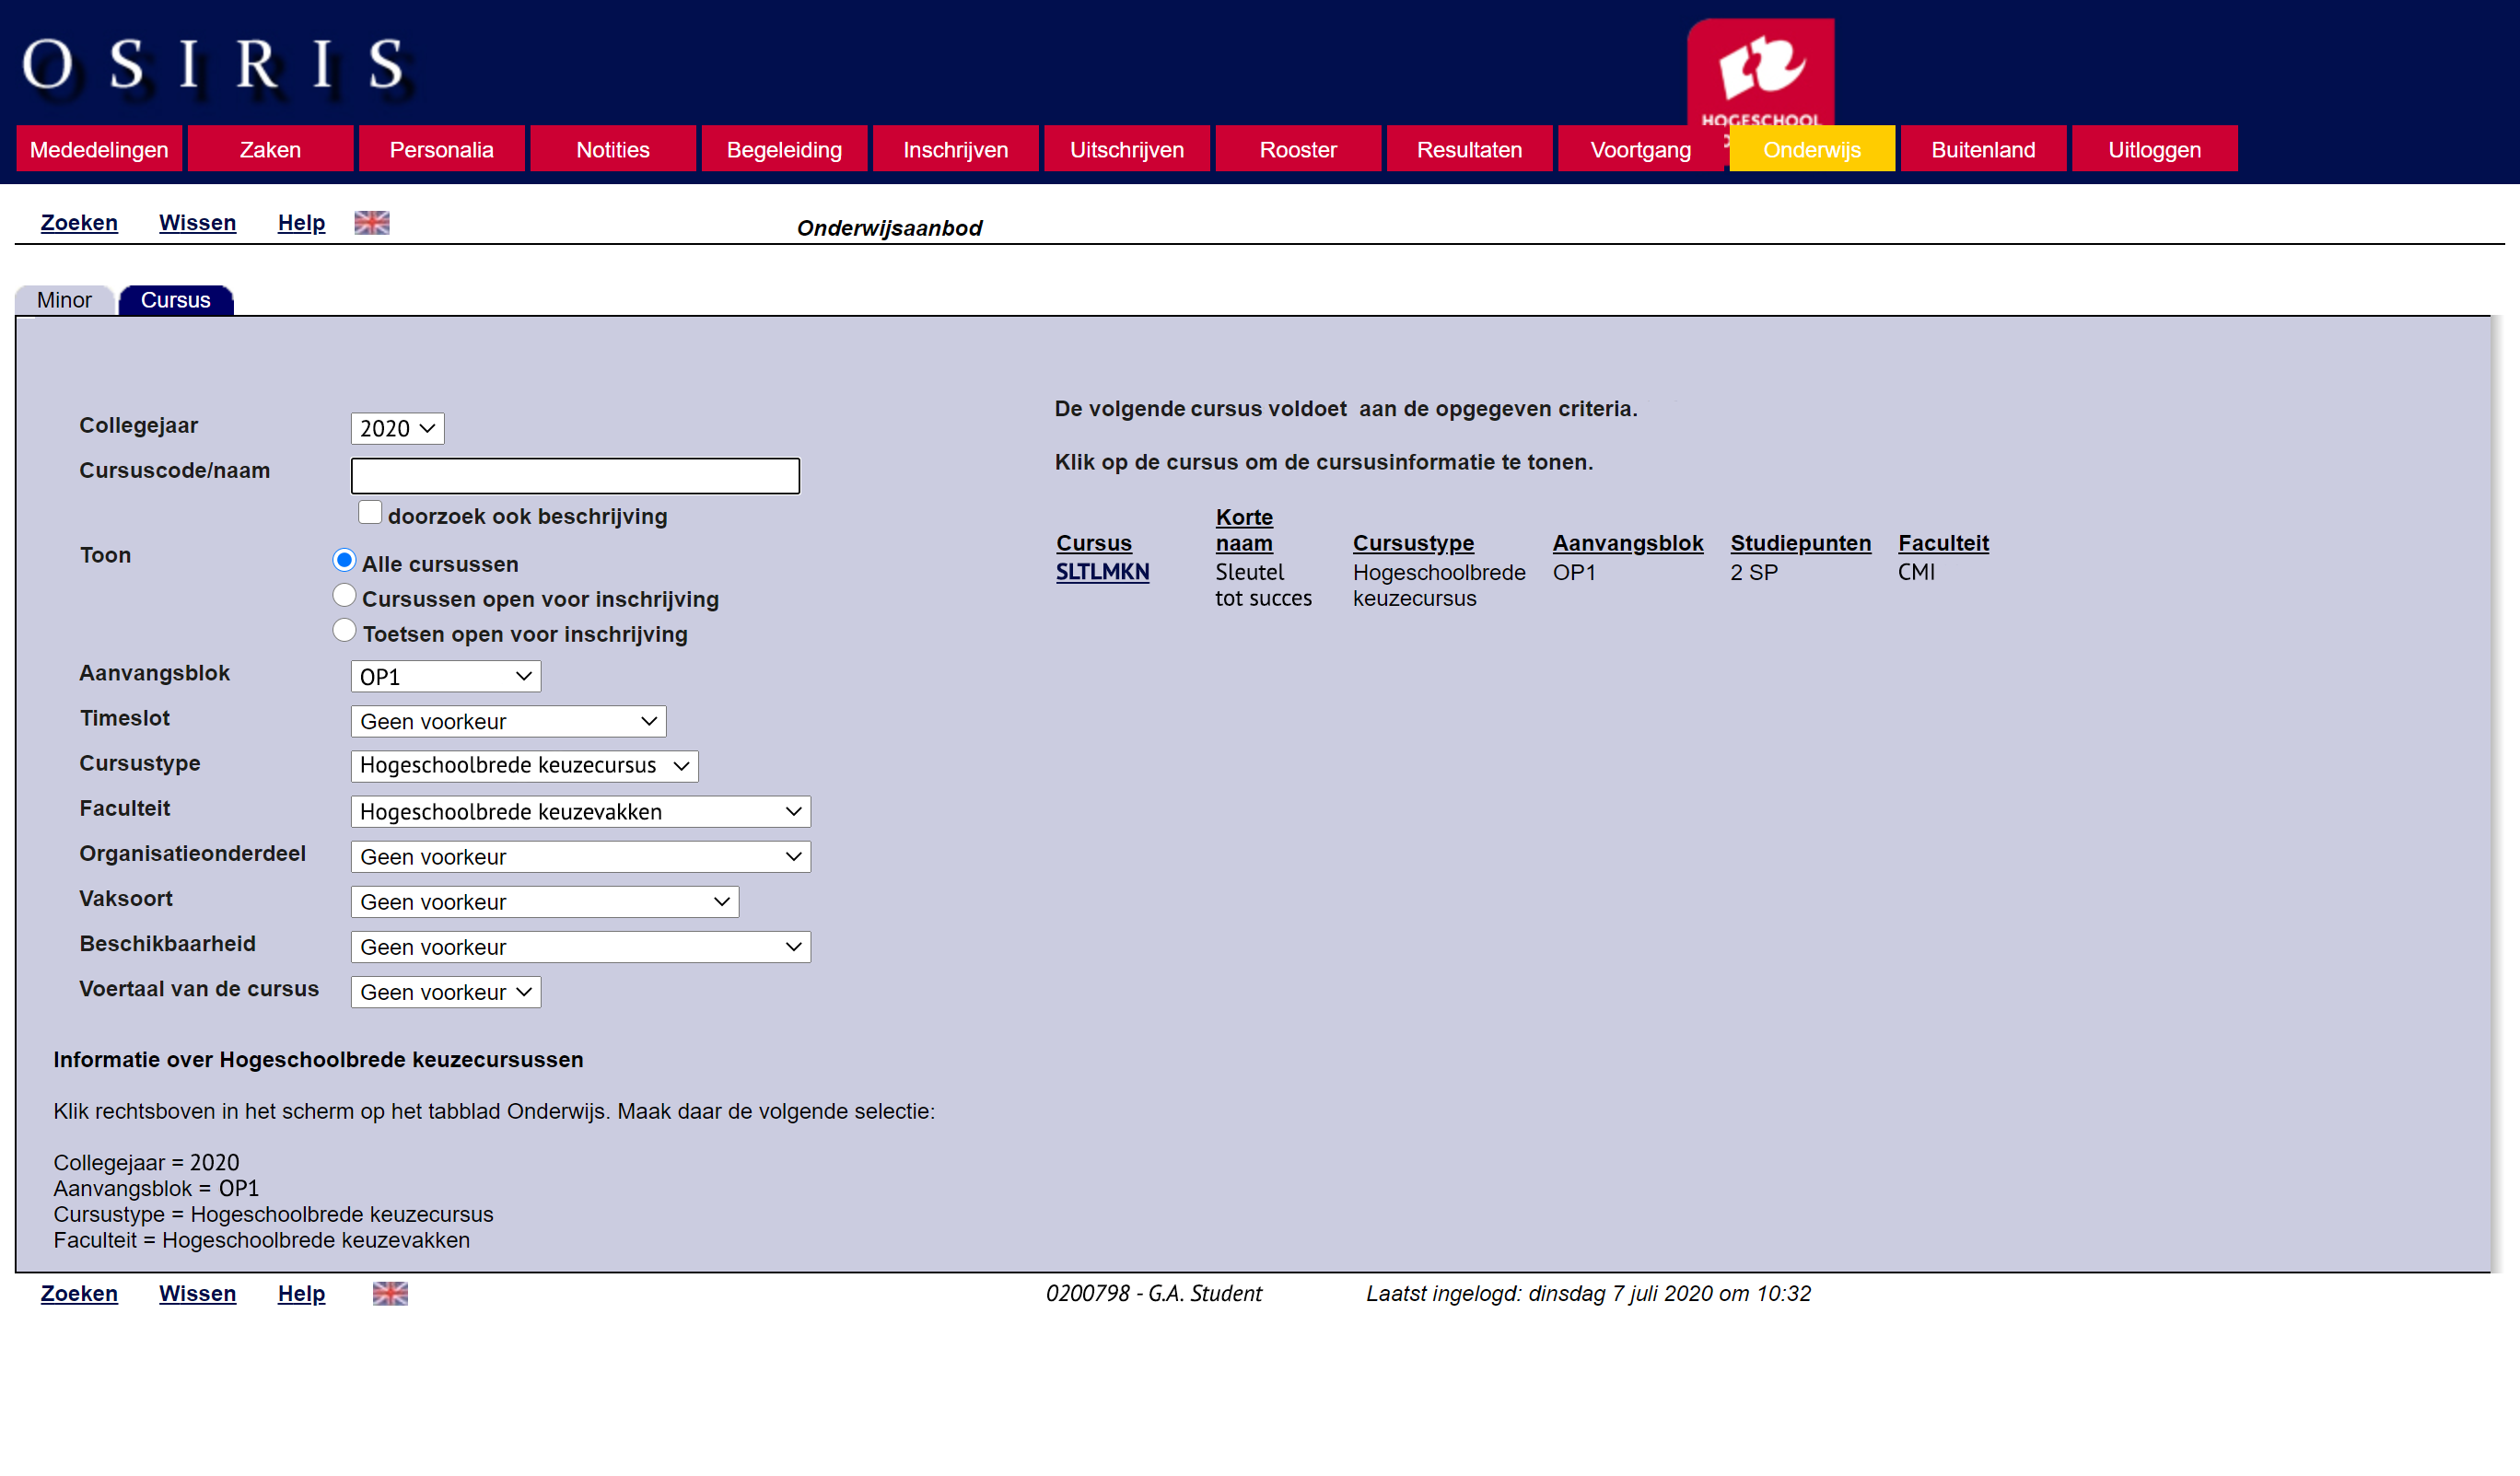 OSIRIS
HOGESCHOOL
Mededelingen Zaken Personalia Notities Begeleiding Inschrijven Uitschrijven Rooster Resultaten Voortgang Onderwijs Buitenland Uitloggen
Zoeken Wissen Help
Onderwijsaanbod
Minor Cursus
Collegejaar 2020
Cursuscode/naam
doorzoek ook beschrijving
Toon Alle cursussen
Cursussen open voor inschrijving
Toetsen open voor inschrijving
Aanvangsblok OP1
Timeslot Geen voorkeur
Cursustype Hogeschoolbrede keuzecursus
Faculteit Hogeschoolbrede keuzevakken
Organisatieonderdeel Geen voorkeur
Vaksoort Geen voorkeur
Beschikbaarheid Geen voorkeur
Voertaal van de cursus Geen voorkeur
De volgende cursus voldoet aan de opgegeven criteria.
Klik op de cursus om de cursusinformatie te tonen.
Korte
Cursus naam Cursustype Aanvangsblok Studiepunten Faculteit
SLTLMKN Sleutel Hogeschoolbrede OP1 2 SP CMI
tot succes keuzecursus
Informatie over Hogeschoolbrede keuzecursussen
Klik rechtsboven in het scherm op het tabblad Onderwijs. Maak daar de volgende selectie:
Collegejaar = 2020
Aanvangsblok = OP1
Cursustype = Hogeschoolbrede keuzecursus
Faculteit = Hogeschoolbrede keuzevakken
Zoeken Wissen Help
0200798 - G.A. Student
Laatst ingelogd: dinsdag 7 juli 2020 om 10:32